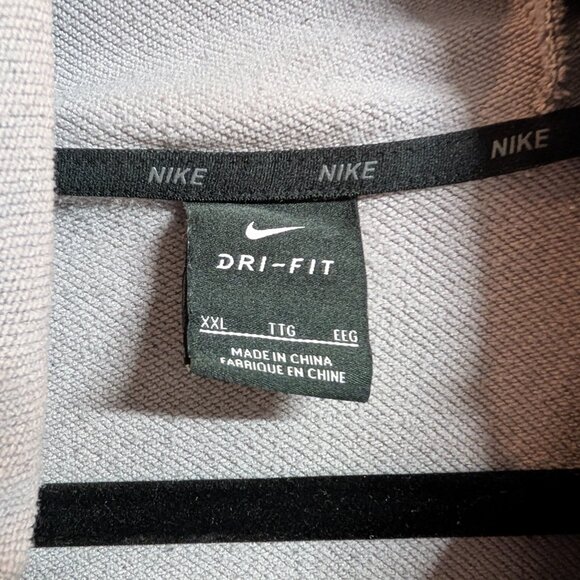 NIKE NIKE NIKE
DRI-FIT
XXL TTG EEG
MADE IN CHINA
FABRIQUE EN CHINE